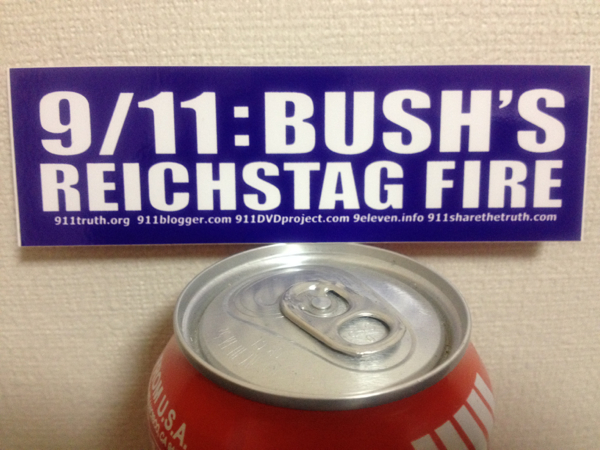 9/11: BUSH'S
REICHSTAG FIRE
911truth.org 911blogger.com 911DVDproject.com 9eleven.info 911sharethetruth.com
U.S.A.